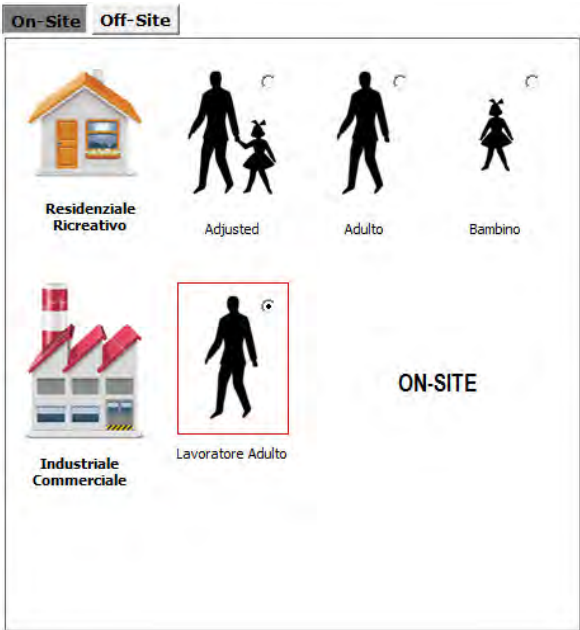 On-Site Off-Site
Residenziale
Ricreativo
Adjusted
Adulto
Bambino
ON-SITE
Lavoratore Adulto
Industriale
Commerciale